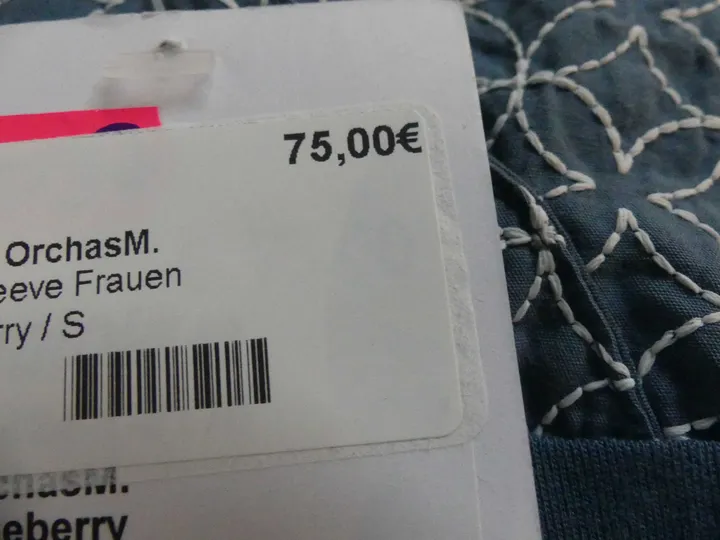 75,00€
OrchasM.
eeve Frauen
rry / S
chasM.
eberry